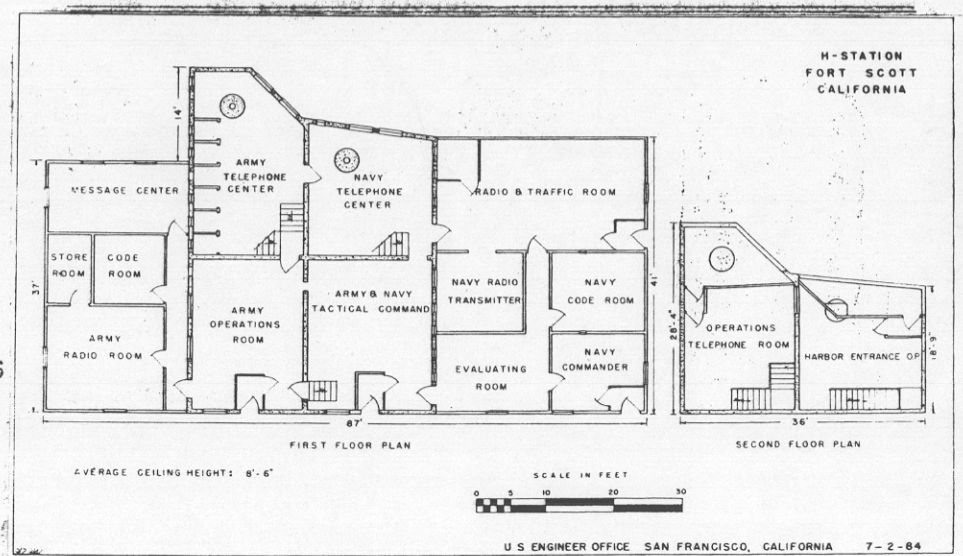 H-STATION
FORT SCOTT
CALIFORNIA
14'
ARMY
TELEPHONE
CENTER
NAVY
TELEPHONE
CENTER
MESSAGE CENTER
RADIO & TRAFFIC ROOM
STORE
ROOM
CODE
ROOM
37'
ARMY
OPERATIONS
ROOM
ARMY & NAVY
TACTICAL COMMAND
NAVY RADIO
TRANSMITTER
NAVY
CODE ROOM
41'
28'-4"
OPERATIONS
TELEPHONE ROOM
HARBOR ENTRANCE OP
18'-9"
ARMY
RADIO ROOM
EVALUATING
ROOM
NAVY
COMMANDER
87'
36'
FIRST FLOOR PLAN
SECOND FLOOR PLAN
AVERAGE CEILING HEIGHT: 8'-6"
SCALE IN FEET
0 5 10 20 30
U S ENGINEER OFFICE SAN FRANCISCO, CALIFORNIA 7-2-84